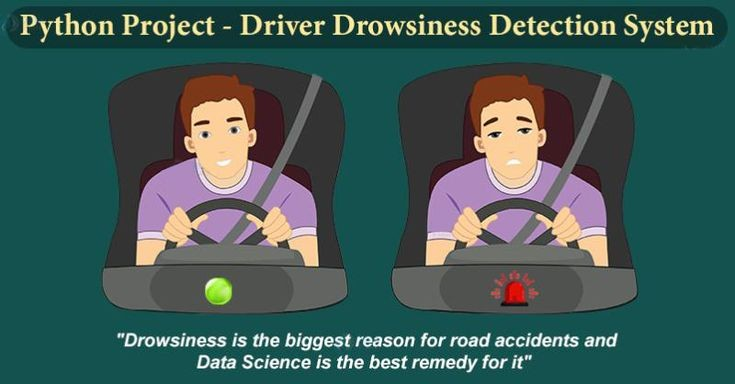 Python Project - Driver Drowsiness Detection System
"Drowsiness is the biggest reason for road accidents and
Data Science is the best remedy for it"